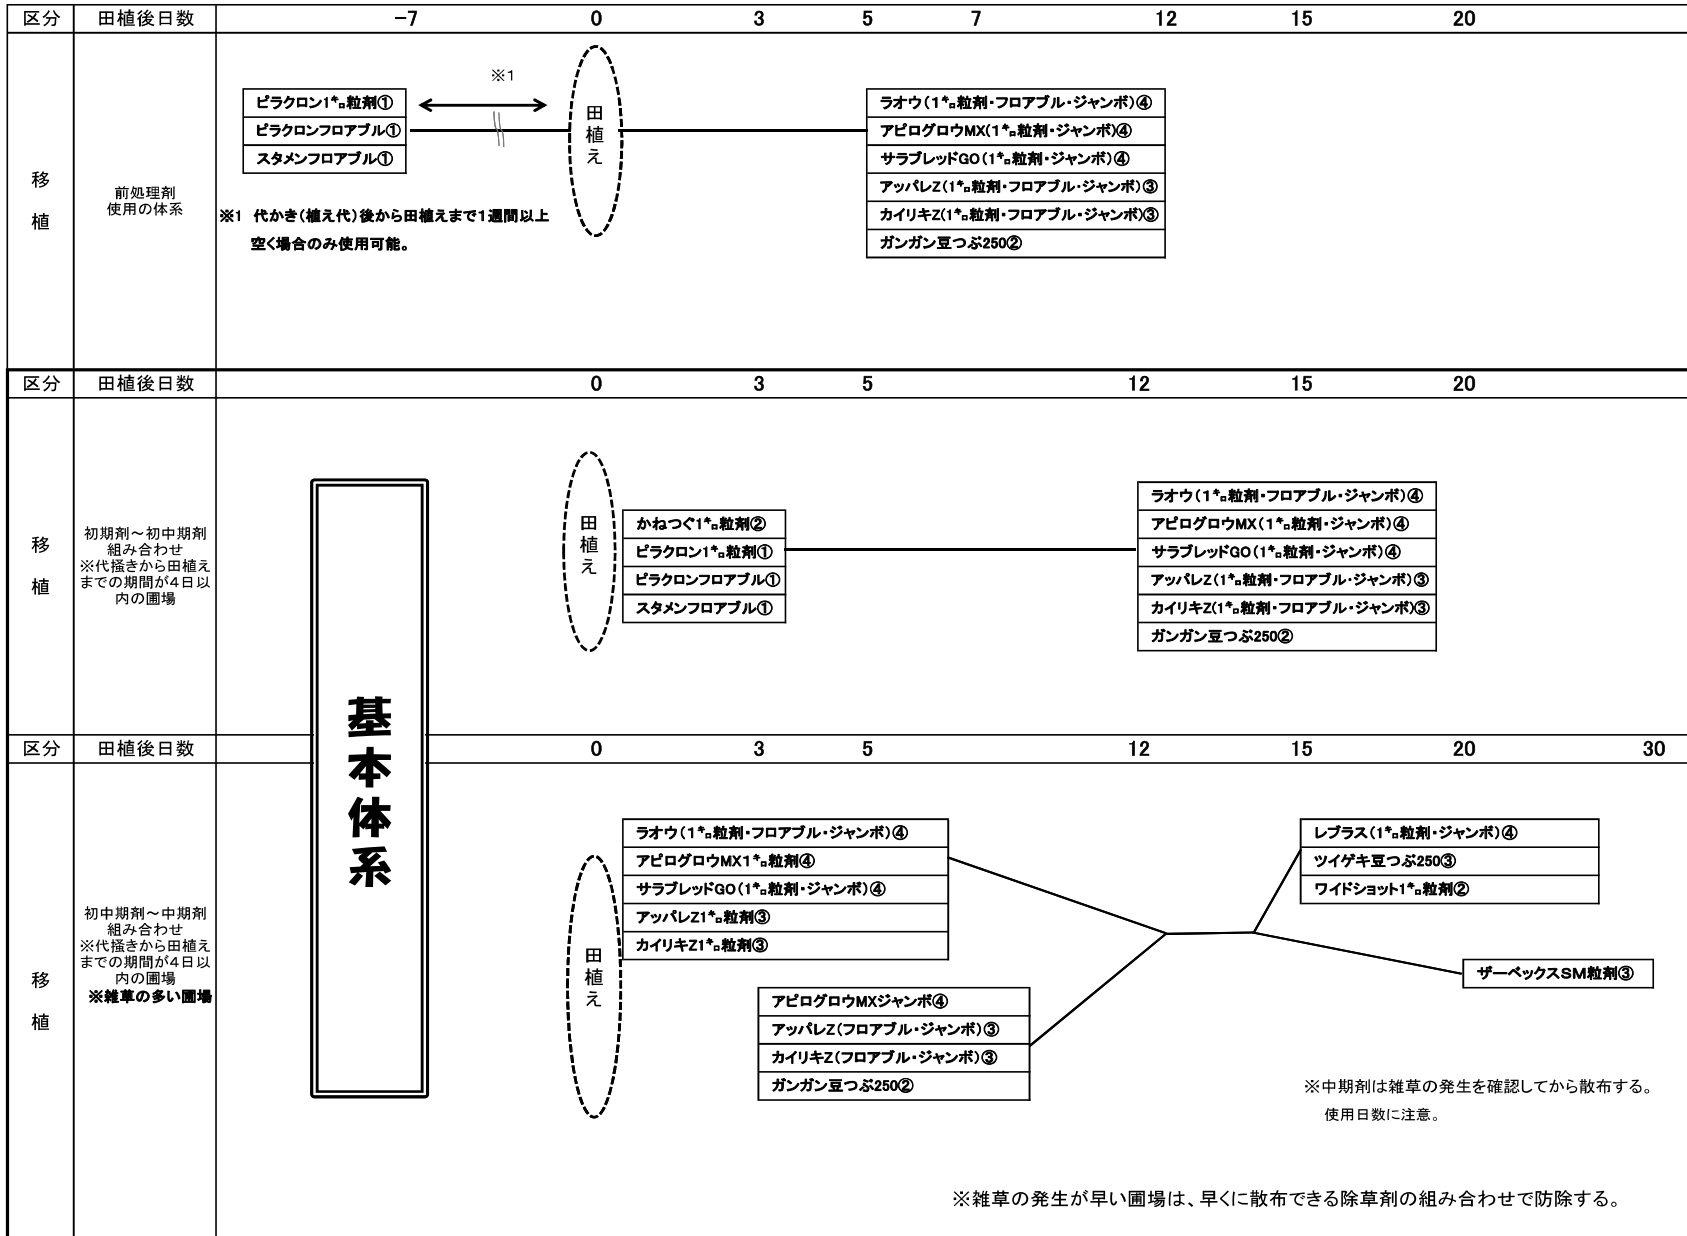 区分 田植後日数 −7 0 3 5 7 12 15 20
移植
前処理剤
使用の体系
※1
ピラクロン1㌔粒剤①
ピラクロンフロアブル①
スタメンフロアブル①
※1 代かき(植え代)後から田植えまで1週間以上
空く場合のみ使用可能。
田植え
ラオウ(1㌔粒剤・フロアブル・ジャンボ)④
アピログロウMX(1㌔粒剤・ジャンボ)④
サラブレッドGO(1㌔粒剤・ジャンボ)④
アッパレZ(1㌔粒剤・フロアブル・ジャンボ)③
カイリキZ(1㌔粒剤・フロアブル・ジャンボ)③
ガンガン豆つぶ250②
区分 田植後日数 0 3 5 12 15 20
移植
初期剤~初中期剤
組み合わせ
※代掻きから田植え
までの期間が4日以
内の圃場
基本体系
田植え
かねつぐ1㌔粒剤②
ピラクロン1㌔粒剤①
ピラクロンフロアブル①
スタメンフロアブル①
ラオウ(1㌔粒剤・フロアブル・ジャンボ)④
アピログロウMX(1㌔粒剤・ジャンボ)④
サラブレッドGO(1㌔粒剤・ジャンボ)④
アッパレZ(1㌔粒剤・フロアブル・ジャンボ)③
カイリキZ(1㌔粒剤・フロアブル・ジャンボ)③
ガンガン豆つぶ250②
区分 田植後日数 0 3 5 12 15 20 30
移植
初中期剤~中期剤
組み合わせ
※代掻きから田植え
までの期間が4日以
内の圃場
※雑草の多い圃場
田植え
ラオウ(1㌔粒剤・フロアブル・ジャンボ)④
アピログロウMX1㌔粒剤④
サラブレッドGO(1㌔粒剤・ジャンボ)④
アッパレZ1㌔粒剤③
カイリキZ1㌔粒剤③
アピログロウMXジャンボ④
アッパレZ(フロアブル・ジャンボ)③
カイリキZ(フロアブル・ジャンボ)③
ガンガン豆つぶ250②
レブラス(1㌔粒剤・ジャンボ)④
ツイゲキ豆つぶ250③
ワイドショット1㌔粒剤②
ザーベックスSM粒剤③
※中期剤は雑草の発生を確認してから散布する。
使用日数に注意。
※雑草の発生が早い圃場は、早くに散布できる除草剤の組み合わせで防除する。